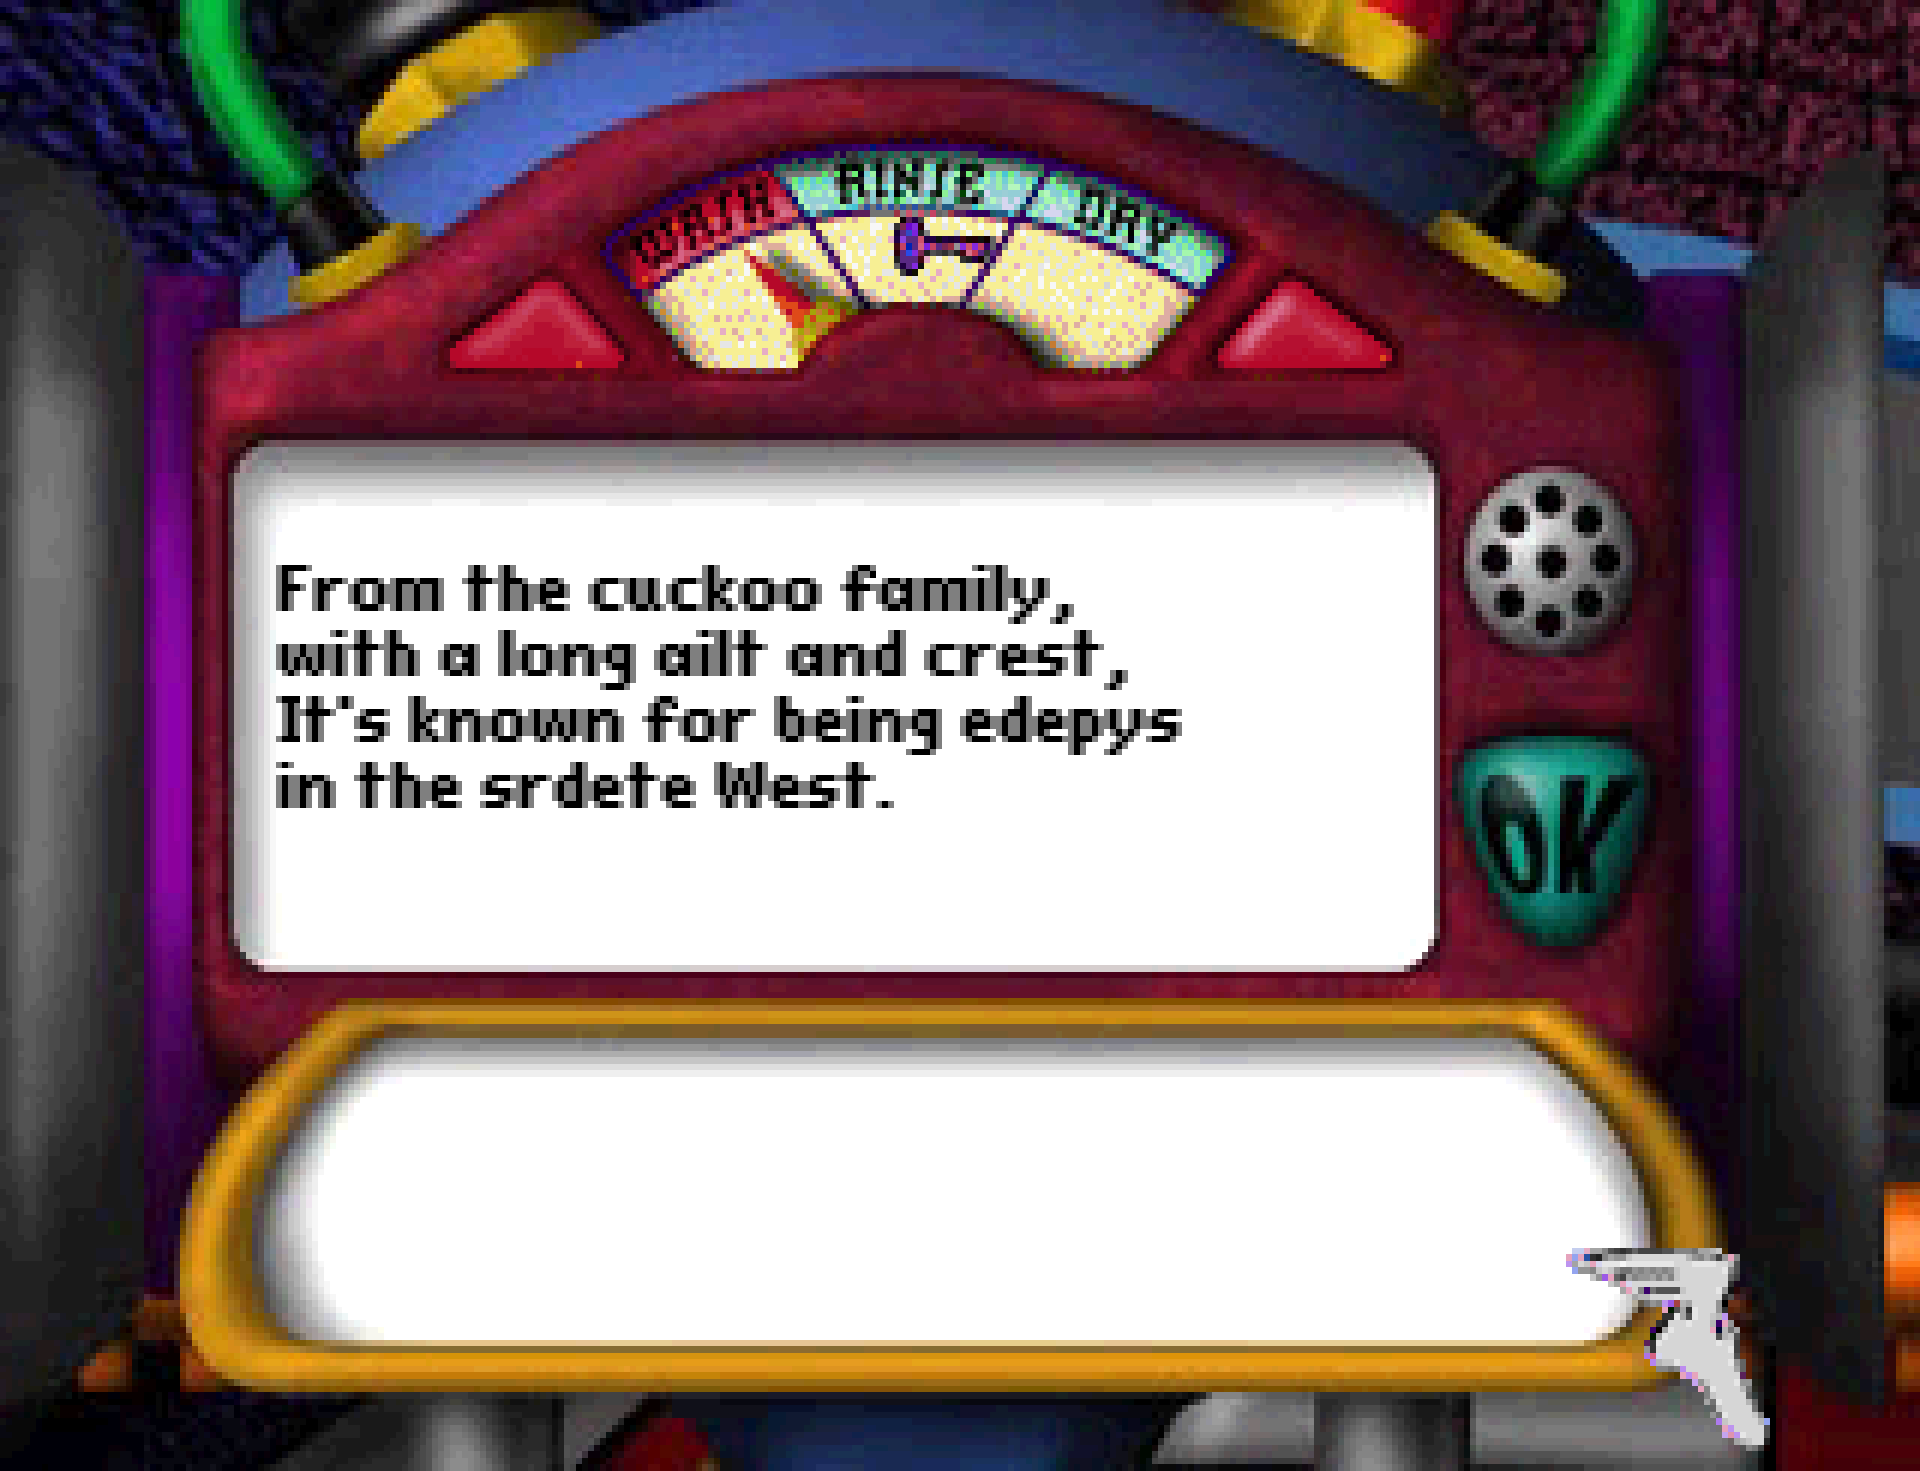 WASH RINSE DRY
From the cuckoo family,
with a long ailt and crest,
It's known for being edepys
in the srdete West.
OK